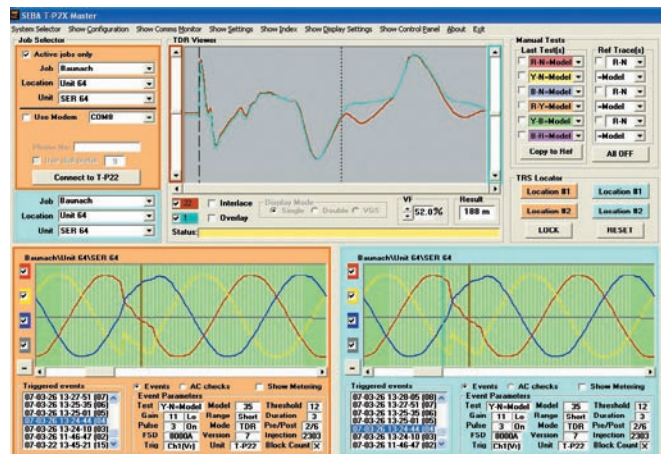 SEBA T-P2X Master
System Selector Show Configuration Show Comms Monitor Show Settings Show Index Show Display Settings Show Control Panel About Exit
Job Selector
Active jobs only
Job Baunach
Location Unit 64
Unit SER 64
Use Modem COM8
Phone No:
Connect to T-P22
Job Baunach
Location Unit 64
Unit SER 64
TDR Viewer
22 Interlace
1 Overlay
Display Mode
Single Double VGS
VF
52.0%
Result
188 m
Status:
Manual Tests
Last Test(s) Ref Trace(s)
R-N=Model R-N
Y-N=Model =Model
B-N=Model R-N
R-Y=Model =Model
Y-B=Model R-N
B-R=Model =Model
Copy to Ref All OFF
TRS Locator
Location #1 Location #1
Location #2 Location #2
LOCK RESET
Baunach\Unit 64\SER 64
Triggered events
07-03-26 13-27-51 (07)
07-03-26 13-25-35 (06)
07-03-26 13-25-01 (05)
07-03-26 13-24-44 (04)
07-03-26 13-24-10 (03)
07-03-26 11-46-47 (02)
07-03-22 13-45-21 (15)
Events AC checks Show Metering
Event Parameters
Test Y-N=Model Model 35 Threshold 12
Gain 11 Lo Range Short Duration 3
Pulse 3 On Mode TDR Pre/Post 2/6
FSD 8000A Version 7 Injection 2303
Trig Ch1(Vr) Unit T-P22 Block Count X
Baunach\Unit 64\SER 64
Triggered events
07-03-26 13-28-05 (08)
07-03-26 13-27-51 (07)
07-03-26 13-25-35 (06)
07-03-26 13-25-01 (05)
07-03-26 13-24-44 (04)
07-03-26 13-24-10 (03)
07-03-26 11-46-47 (02)
Events AC checks Show Metering
Event Parameters
Test Y-N=Model Model 35 Threshold 12
Gain 11 Lo Range Short Duration 3
Pulse 3 On Mode TDR Pre/Post 2/6
FSD 8000A Version 7 Injection 2303
Trig Ch1(Vr) Unit T-P22 Block Count X